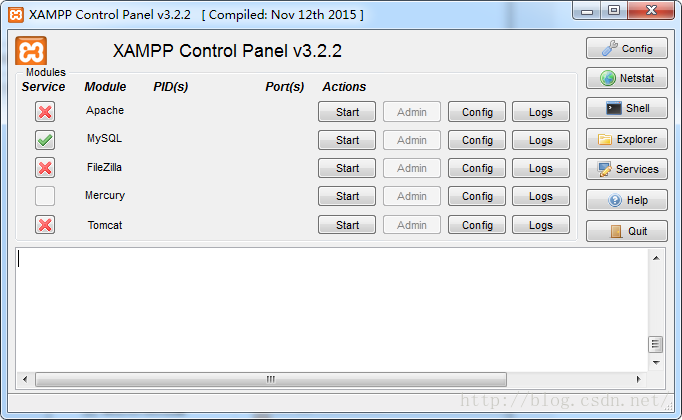 XAMPP Control Panel v3.2.2 [ Compiled: Nov 12th 2015 ]
XAMPP Control Panel v3.2.2
Modules
Service Module PID(s) Port(s) Actions
Apache Start Admin Config Logs
MySQL Start Admin Config Logs
FileZilla Start Admin Config Logs
Mercury Start Admin Config Logs
Tomcat Start Admin Config Logs
Config
Netstat
Shell
Explorer
Services
Help
Quit
http://blog.csdn.net/